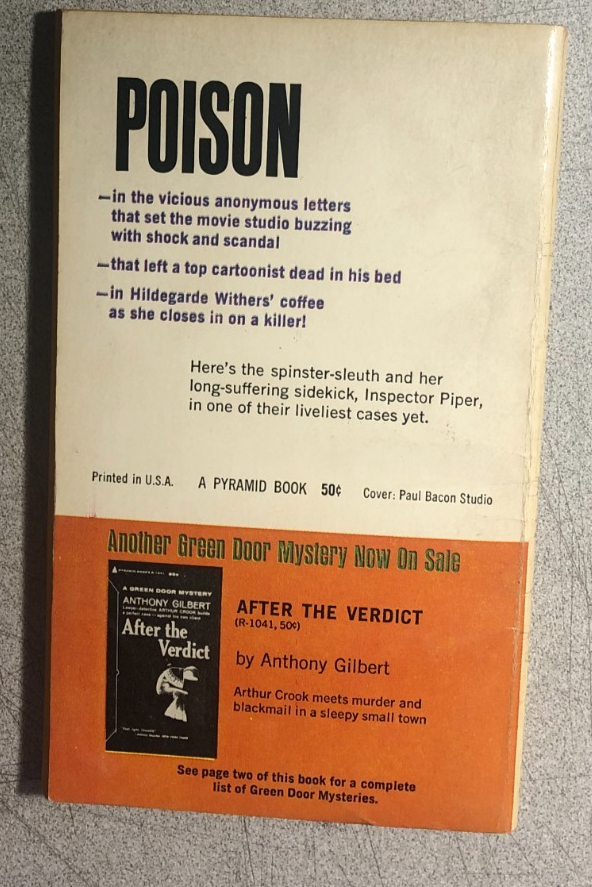 POISON
—in the vicious anonymous letters
that set the movie studio buzzing
with shock and scandal
—that left a top cartoonist dead in his bed
—in Hildegarde Withers' coffee
as she closes in on a killer!
Here's the spinster-sleuth and her
long-suffering sidekick, Inspector Piper,
in one of their liveliest cases yet.
Printed in U.S.A. A PYRAMID BOOK 50¢ Cover: Paul Bacon Studio
Another Green Door Mystery Now On Sale
A GREEN DOOR MYSTERY
ANTHONY GILBERT
After the
Verdict
AFTER THE VERDICT
(R-1041, 50¢)
by Anthony Gilbert
Arthur Crook meets murder and
blackmail in a sleepy small town
See page two of this book for a complete
list of Green Door Mysteries.